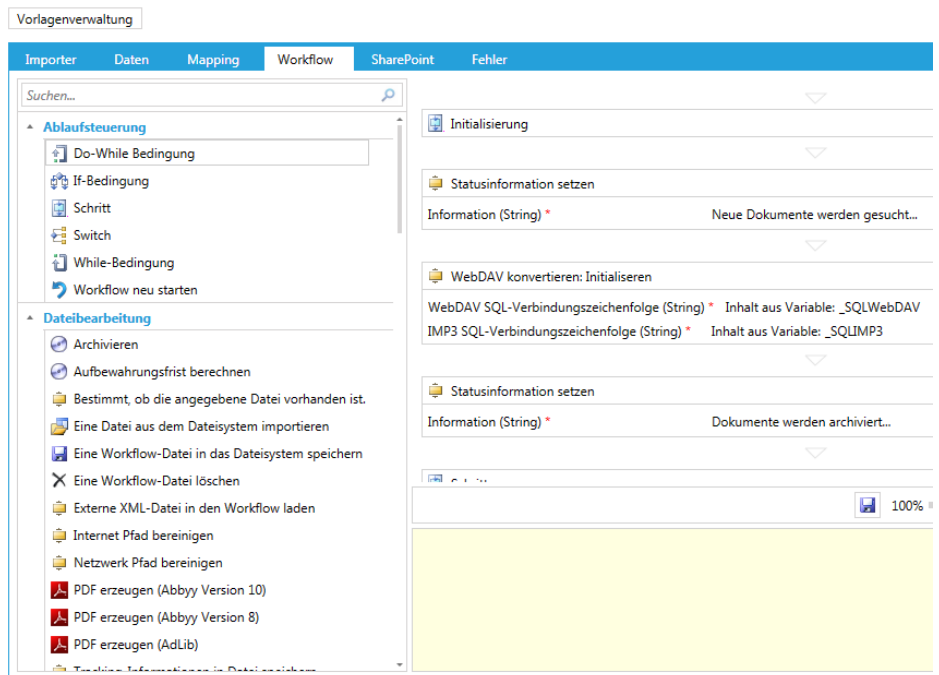 Vorlagenverwaltung
Importer Daten Mapping Workflow SharePoint Fehler
Suchen...
Ablaufsteuerung
Do-While Bedingung
If-Bedingung
Schritt
Switch
While-Bedingung
Workflow neu starten
Dateibearbeitung
Archivieren
Aufbewahrungsfrist berechnen
Bestimmt, ob die angegebene Datei vorhanden ist.
Eine Datei aus dem Dateisystem importieren
Eine Workflow-Datei in das Dateisystem speichern
Eine Workflow-Datei löschen
Externe XML-Datei in den Workflow laden
Internet Pfad bereinigen
Netzwerk Pfad bereinigen
PDF erzeugen (Abbyy Version 10)
PDF erzeugen (Abbyy Version 8)
PDF erzeugen (AdLib)
Tracking-Informationen in Datei speichern
Initialisierung
Statusinformation setzen
Information (String) * Neue Dokumente werden gesucht...
WebDAV konvertieren: Initialiseren
WebDAV SQL-Verbindungszeichenfolge (String) * Inhalt aus Variable: _SQLWebDAV
IMP3 SQL-Verbindungszeichenfolge (String) * Inhalt aus Variable: _SQLIMP3
Statusinformation setzen
Information (String) * Dokumente werden archiviert...
100%